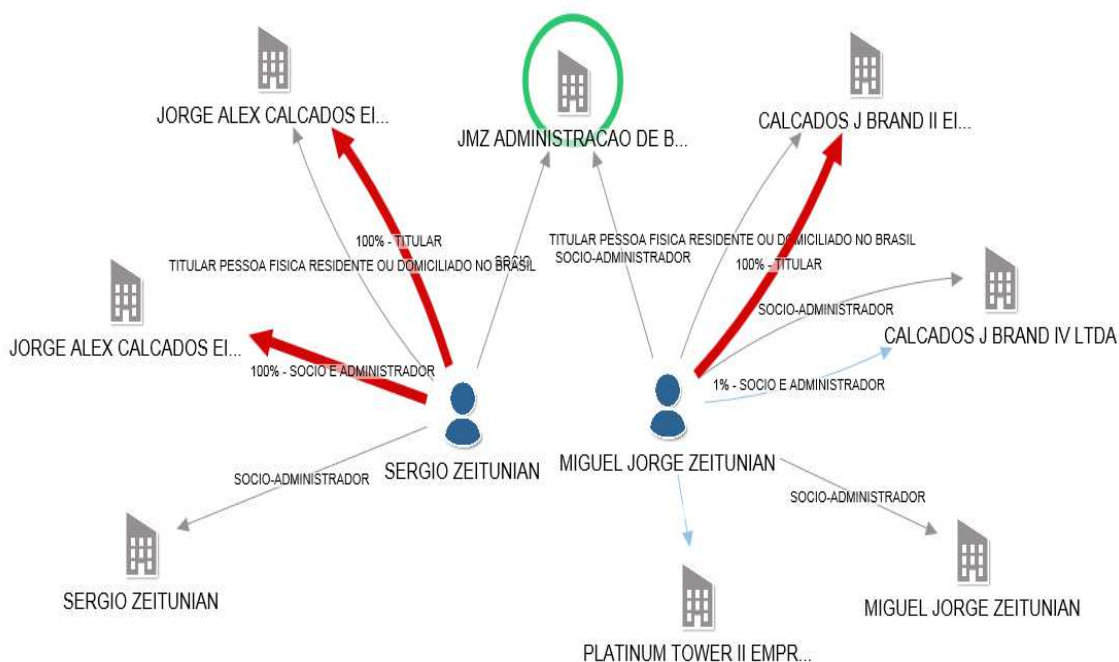 JORGE ALEX CALCADOS EI...
JMZ ADMINISTRACAO DE B...
CALCADOS J BRAND II EI...
100% - TITULAR
TITULAR PESSOA FISICA RESIDENTE OU DOMICILIADO NO BRASIL
SOCIO
TITULAR PESSOA FISICA RESIDENTE OU DOMICILIADO NO BRASIL
SOCIO-ADMINISTRADOR
100% - TITULAR
JORGE ALEX CALCADOS EI...
100% - SOCIO E ADMINISTRADOR
SOCIO-ADMINISTRADOR
CALCADOS J BRAND IV LTDA
1% - SOCIO E ADMINISTRADOR
SERGIO ZEITUNIAN
MIGUEL JORGE ZEITUNIAN
SOCIO-ADMINISTRADOR
SOCIO-ADMINISTRADOR
SERGIO ZEITUNIAN
MIGUEL JORGE ZEITUNIAN
PLATINUM TOWER II EMPR...